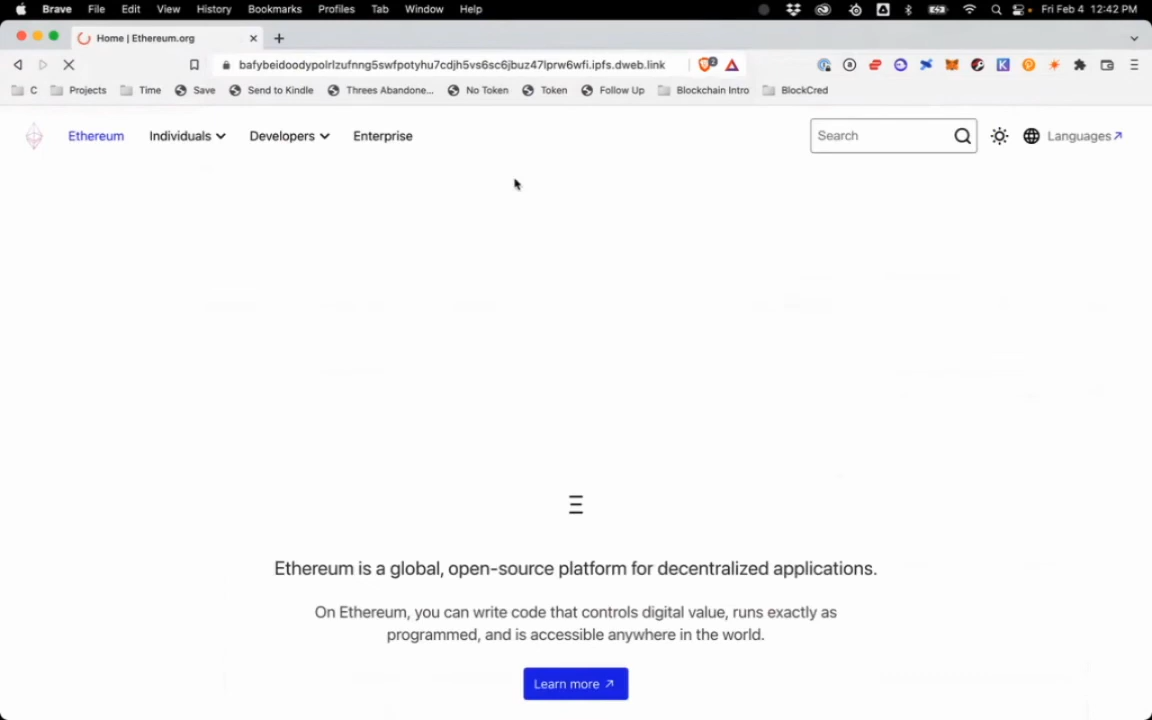 Brave File Edit View History Bookmarks Profiles Tab Window Help Fri Feb 4 12:42 PM
Home | Ethereum.org
bafybeidoodypolrlzufnng5swfpotyhu7cdjh5vs6sc6jbuz47lprw6wfi.ipfs.dweb.link
C Projects Time Save Send to Kindle Threes Abandone... No Token Token Follow Up Blockchain Intro BlockCred
Ethereum Individuals Developers Enterprise Search Languages
Ethereum is a global, open-source platform for decentralized applications.
On Ethereum, you can write code that controls digital value, runs exactly as
programmed, and is accessible anywhere in the world.
Learn more